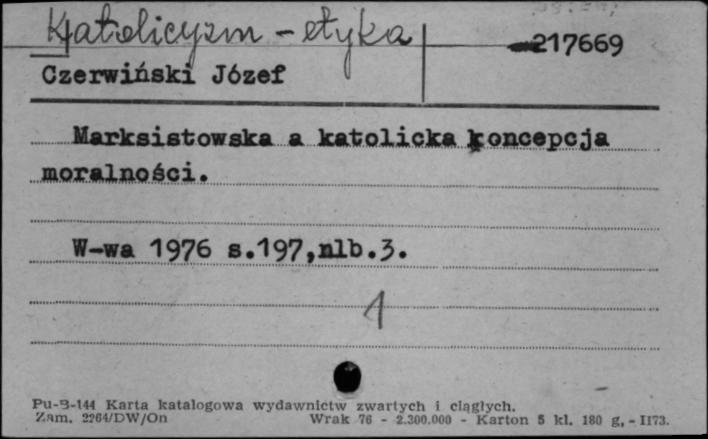 Katolicyzm - etyka
217669
Czerwiński Józef
Marksistowska a katolicka koncepcja
moralności.
W-wa 1976 s.197,nlb.3.
1
Pu-B-144 Karta katalogowa wydawnictw zwartych i ciągłych.
Zam. 2264/DW/On Wrak 76 - 2.300.000 - Karton 5 kl. 180 g, - II73.